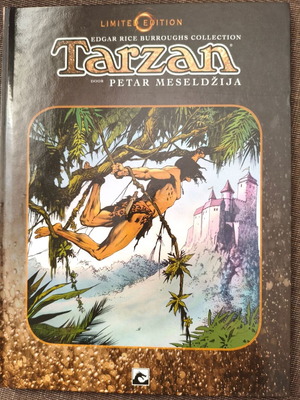 LIMITED EDITION
EDGAR RICE BURROUGHS COLLECTION
TARZAN®
DOOR PETAR MESELDŽIJA